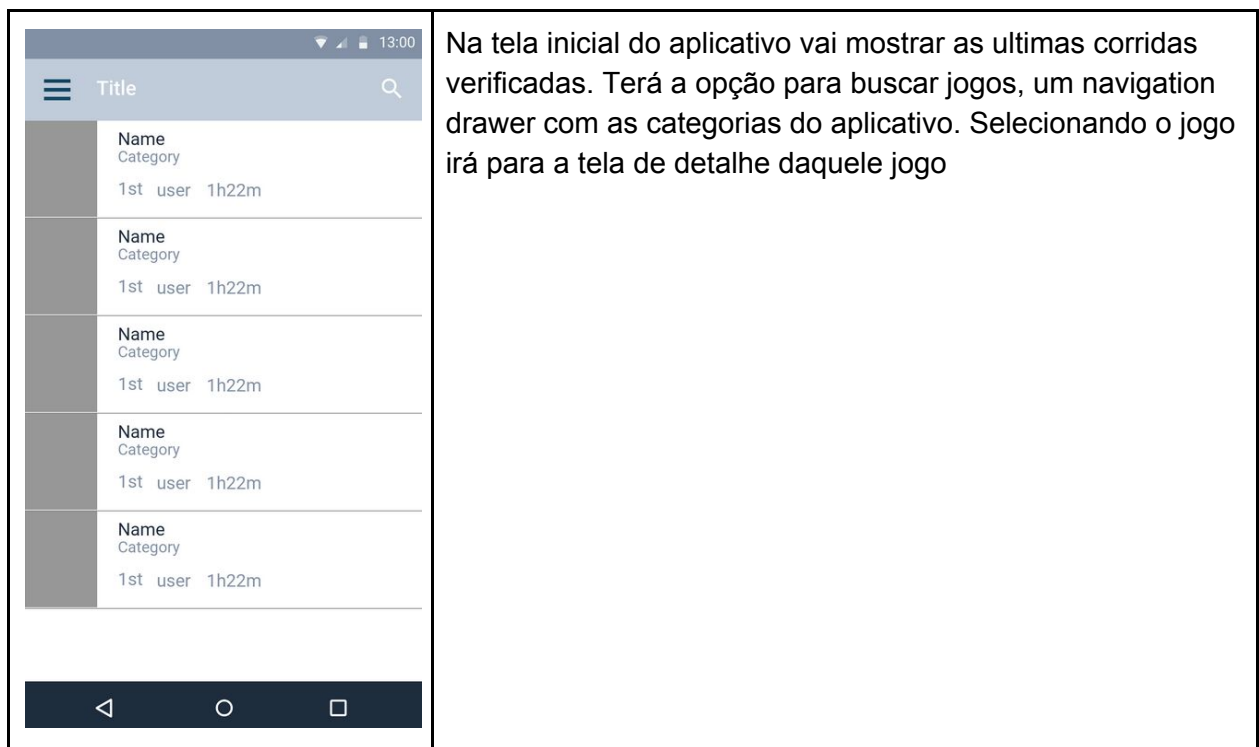 13:00
Title
Name
Category
1st user 1h22m
Name
Category
1st user 1h22m
Name
Category
1st user 1h22m
Name
Category
1st user 1h22m
Name
Category
1st user 1h22m
Na tela inicial do aplicativo vai mostrar as ultimas corridas
verificadas. Terá a opção para buscar jogos, um navigation
drawer com as categorias do aplicativo. Selecionando o jogo
irá para a tela de detalhe daquele jogo